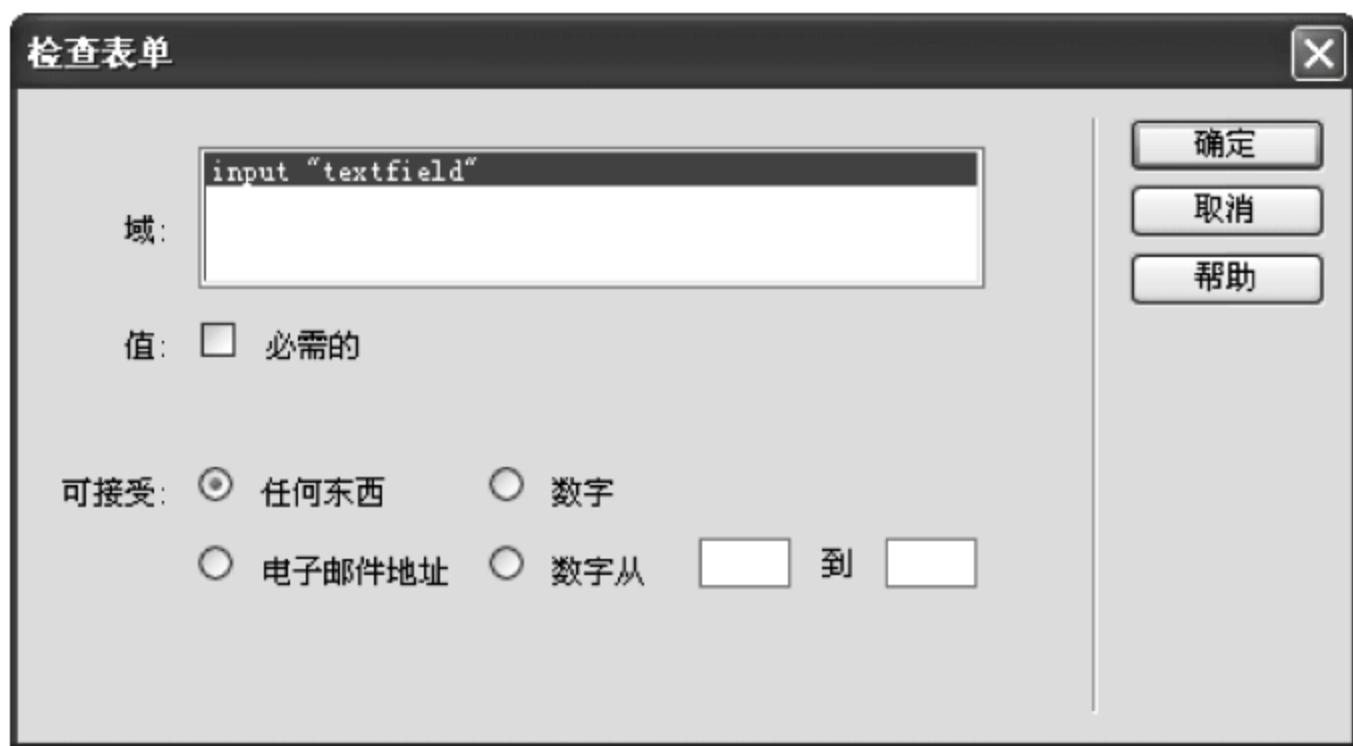 检查表单
域:
input "textfield"
值: 必需的
可接受: 任何东西 数字
电子邮件地址 数字从 到
确定
取消
帮助